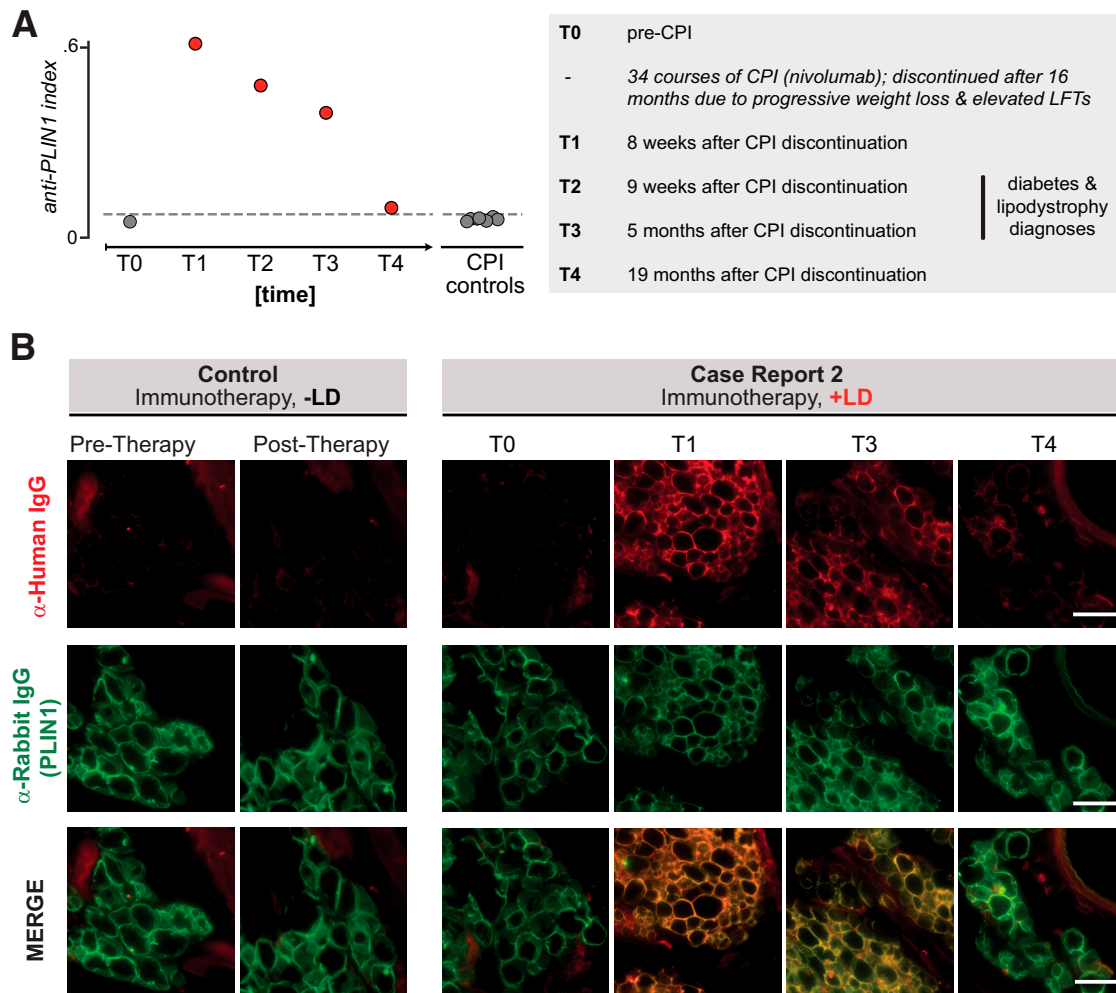 A
.6
anti-PLIN1 index
0
T0 T1 T2 T3 T4
[time]
CPI
controls
T0 pre-CPI
- 34 courses of CPI (nivolumab); discontinued after 16
months due to progressive weight loss & elevated LFTs
T1 8 weeks after CPI discontinuation
T2 9 weeks after CPI discontinuation
T3 5 months after CPI discontinuation
T4 19 months after CPI discontinuation
diabetes &
lipodystrophy
diagnoses
B
Control
Immunotherapy, -LD
Case Report 2
Immunotherapy, +LD
Pre-Therapy Post-Therapy T0 T1 T3 T4
α-Human IgG
α-Rabbit IgG
(PLIN1)
MERGE